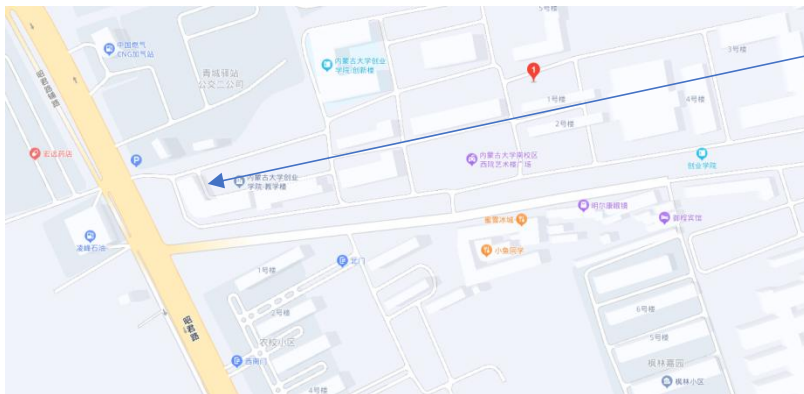 5号楼
中国燃气
CNG加气站
内蒙古大学创业
学院-创新楼
3号楼
昭君路辅路
青城驿站
公交二公司
1
1号楼
4号楼
2号楼
宏达药店
P
内蒙古大学南校区
西院艺术楼广场
创业学院
内蒙古大学创业
学院-教学楼
明尔康眼镜
蜜雪冰城
凌峰石油
小鱼同学
北门
1号楼
2号楼
6号楼
昭君路
农校小区
5号楼
西南门
枫林嘉园
4号楼
枫林小区